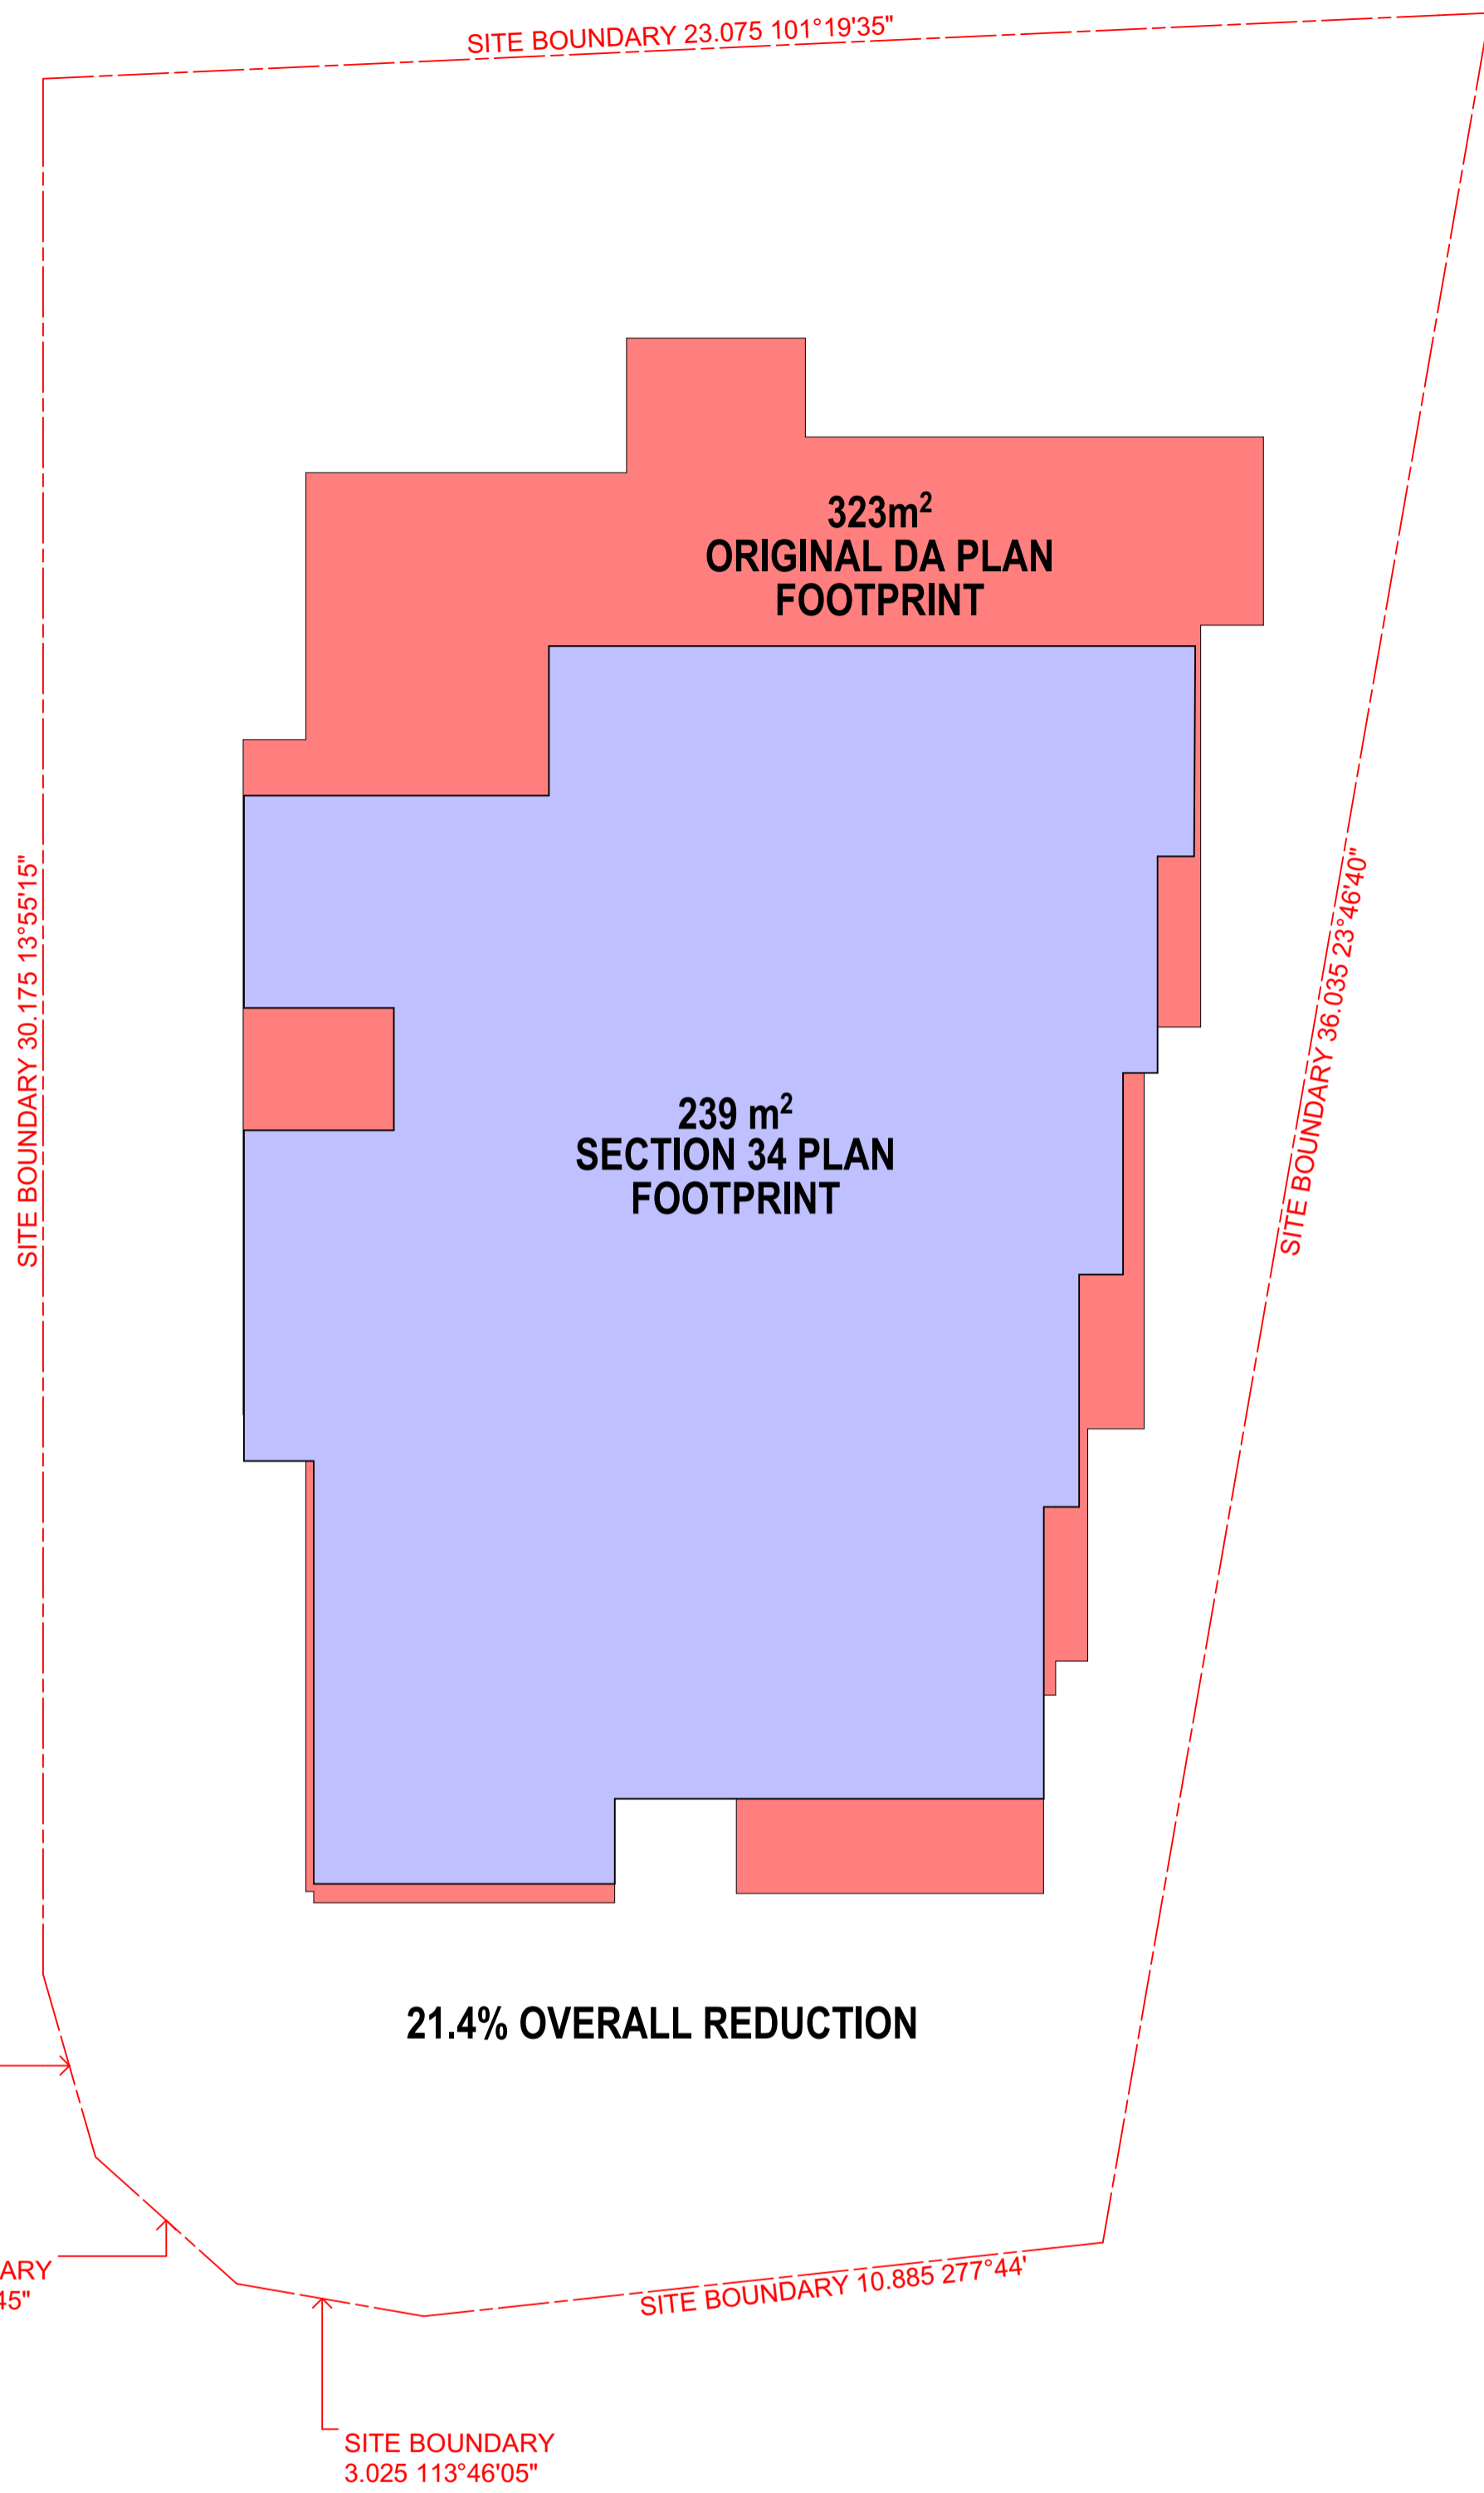 SITE BOUNDARY 23.075 101°19'35"
323m²
ORIGINAL DA PLAN
FOOTPRINT
SITE BOUNDARY 30.175 13°55'15"
SITE BOUNDARY 36.035 23°46'40"
239 m²
SECTION 34 PLAN
FOOTPRINT
21.4% OVERALL REDUCTION
SITE BOUNDARY 10.885 277°44'
SITE BOUNDARY
3.025 113°46'05"